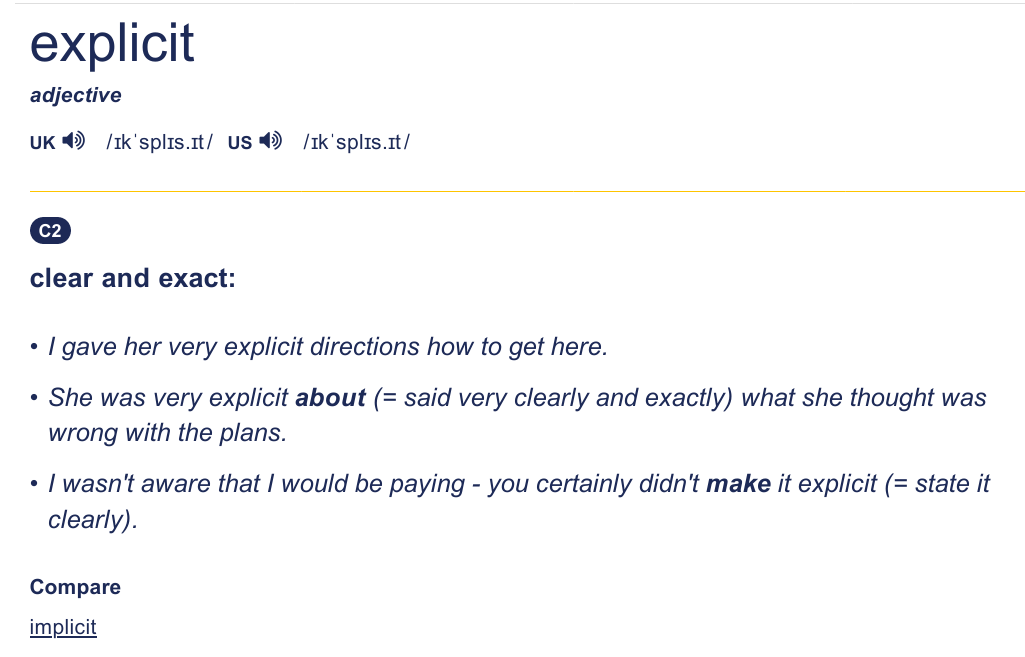 explicit
adjective
UK /ɪkˈsplɪs.ɪt/ US /ɪkˈsplɪs.ɪt/
C2
clear and exact:
• I gave her very explicit directions how to get here.
• She was very explicit about (= said very clearly and exactly) what she thought was
wrong with the plans.
• I wasn't aware that I would be paying - you certainly didn't make it explicit (= state it
clearly).
Compare
implicit